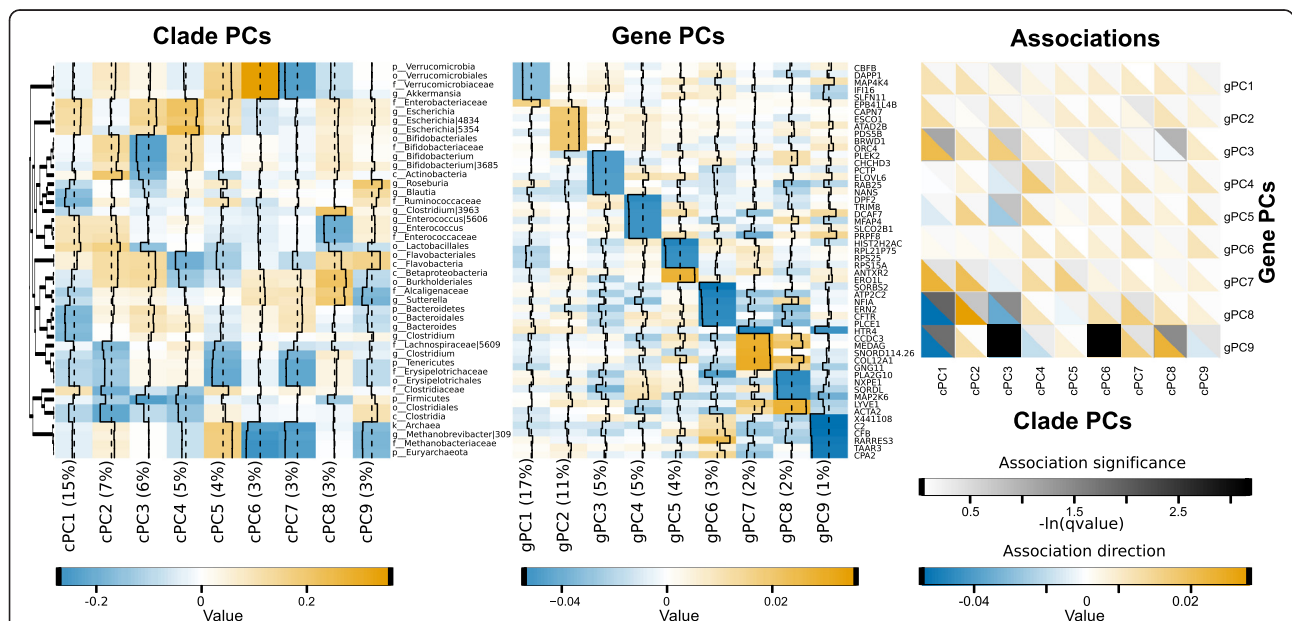 Clade PCs
p__Verrucomicrobia
o__Verrucomicrobiales
f__Verrucomicrobiaceae
g__Akkermansia
f__Enterobacteriaceae
g__Escherichia
g__Escherichia|4834
g__Escherichia|5354
o__Bifidobacteriales
f__Bifidobacteriaceae
g__Bifidobacterium
g__Bifidobacterium|3685
c__Actinobacteria
g__Roseburia
g__Blautia
f__Ruminococcaceae
g__Clostridium|3963
g__Enterococcus|5606
g__Enterococcus
f__Enterococcaceae
o__Lactobacillales
o__Flavobacteriales
c__Flavobacteria
c__Betaproteobacteria
o__Burkholderiales
f__Alcaligenaceae
g__Sutterella
p__Bacteroidetes
o__Bacteroidales
g__Bacteroides
g__Clostridium
f__Lachnospiraceae|5609
g__Clostridium
p__Tenericutes
f__Erysipelotrichaceae
o__Erysipelotrichales
f__Clostridiaceae
p__Firmicutes
o__Clostridiales
c__Clostridia
k__Archaea
g__Methanobrevibacter|309
f__Methanobacteriaceae
p__Euryarchaeota
cPC1 (15%)
cPC2 (7%)
cPC3 (6%)
cPC4 (5%)
cPC5 (4%)
cPC6 (3%)
cPC7 (3%)
cPC8 (3%)
cPC9 (3%)
-0.2 0 0.2
Value
Gene PCs
CBFB
DAPP1
MAP4K4
IFI16
SLFN11
EPB41L4B
CAPN7
ESCO1
ATAD2B
PDS5B
BRWD1
ORC4
PLEK2
CHCHD3
PCTP
ELOVL6
RAB25
NANS
DPF2
TRIM8
DCAF7
MFAP4
SLCO2B1
PRPF8
HIST2H2AC
RPL21P75
RPS25
RPS15A
ANTXR2
ERO1L
SORBS2
ATP2C2
NFIA
ERN2
CFTR
PLCE1
HTR4
CCDC3
MEDAG
SNORD114.26
COL12A1
GNG11
PLA2G10
NXPE1
SORDL
MAP2K6
LYVE1
ACTA2
X441108
C2
CFB
RARRES3
TAAR3
CPA2
gPC1 (17%)
gPC2 (11%)
gPC3 (5%)
gPC4 (5%)
gPC5 (4%)
gPC6 (3%)
gPC7 (2%)
gPC8 (2%)
gPC9 (1%)
−0.04 0 0.02
Value
Associations
gPC1
gPC2
gPC3
gPC4
gPC5
gPC6
gPC7
gPC8
gPC9
Gene PCs
cPC1
cPC2
cPC3
cPC4
cPC5
cPC6
cPC7
cPC8
cPC9
Clade PCs
Association significance
0.5 1.5 2.5
-ln(qvalue)
Association direction
-0.04 0 0.02
Value